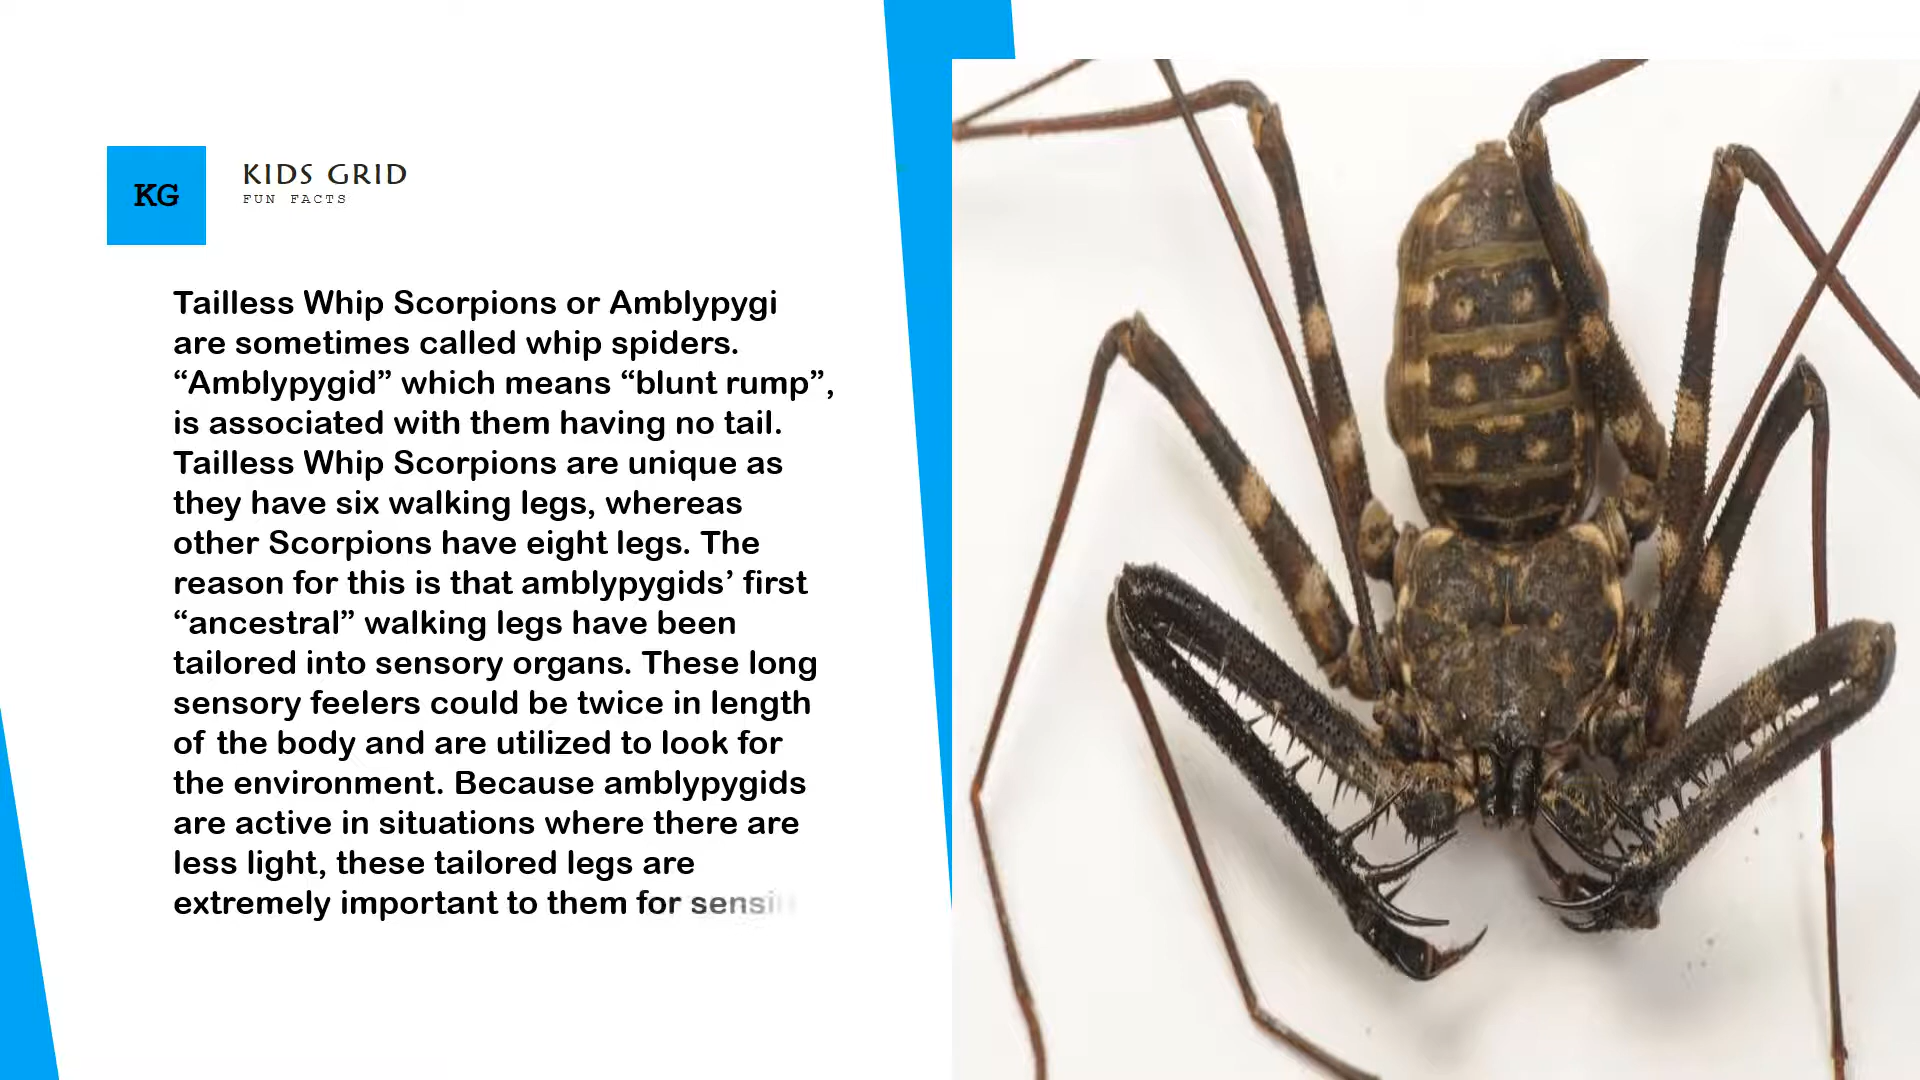 KG
KIDS GRID
FUN FACTS
Tailless Whip Scorpions or Amblypygi
are sometimes called whip spiders.
“Amblypygid” which means “blunt rump”,
is associated with them having no tail.
Tailless Whip Scorpions are unique as
they have six walking legs, whereas
other Scorpions have eight legs. The
reason for this is that amblypygids’ first
“ancestral” walking legs have been
tailored into sensory organs. These long
sensory feelers could be twice in length
of the body and are utilized to look for
the environment. Because amblypygids
are active in situations where there are
less light, these tailored legs are
extremely important to them for